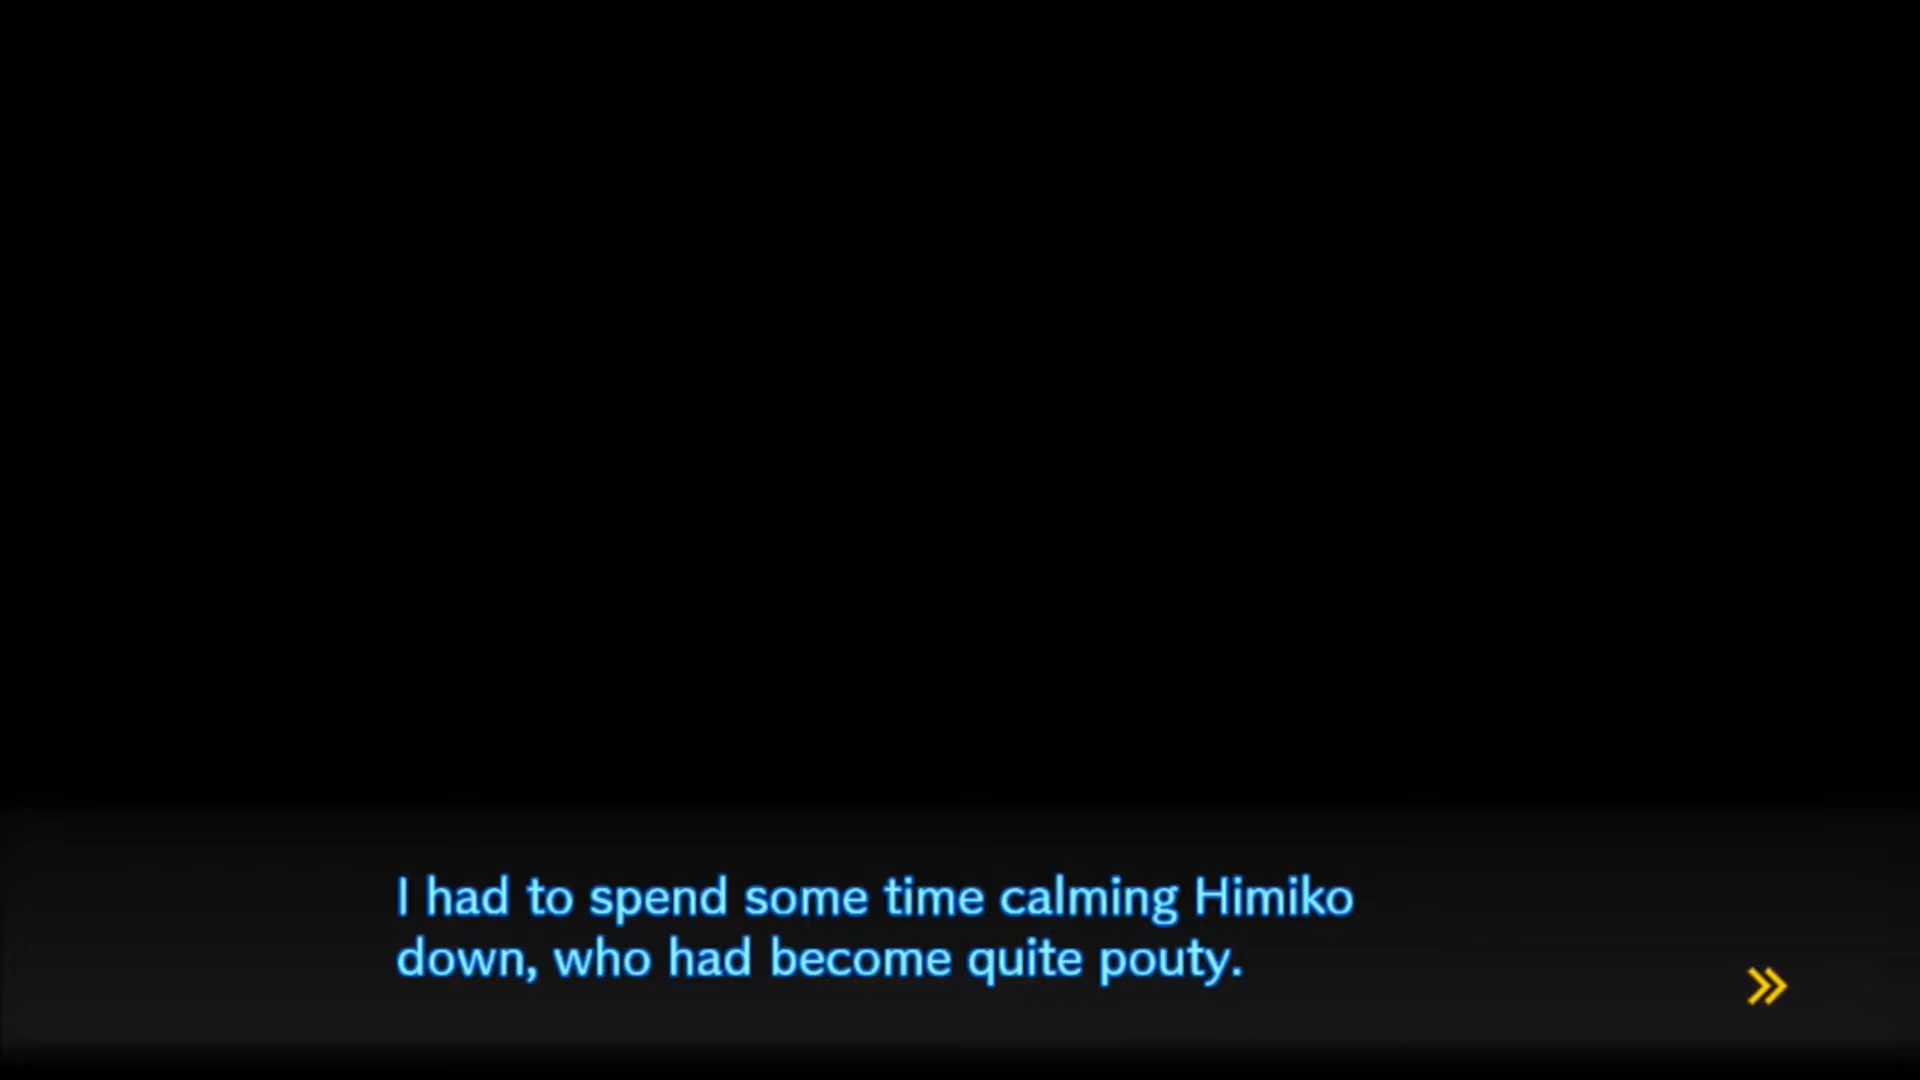 I had to spend some time calming Himiko
down, who had become quite pouty.